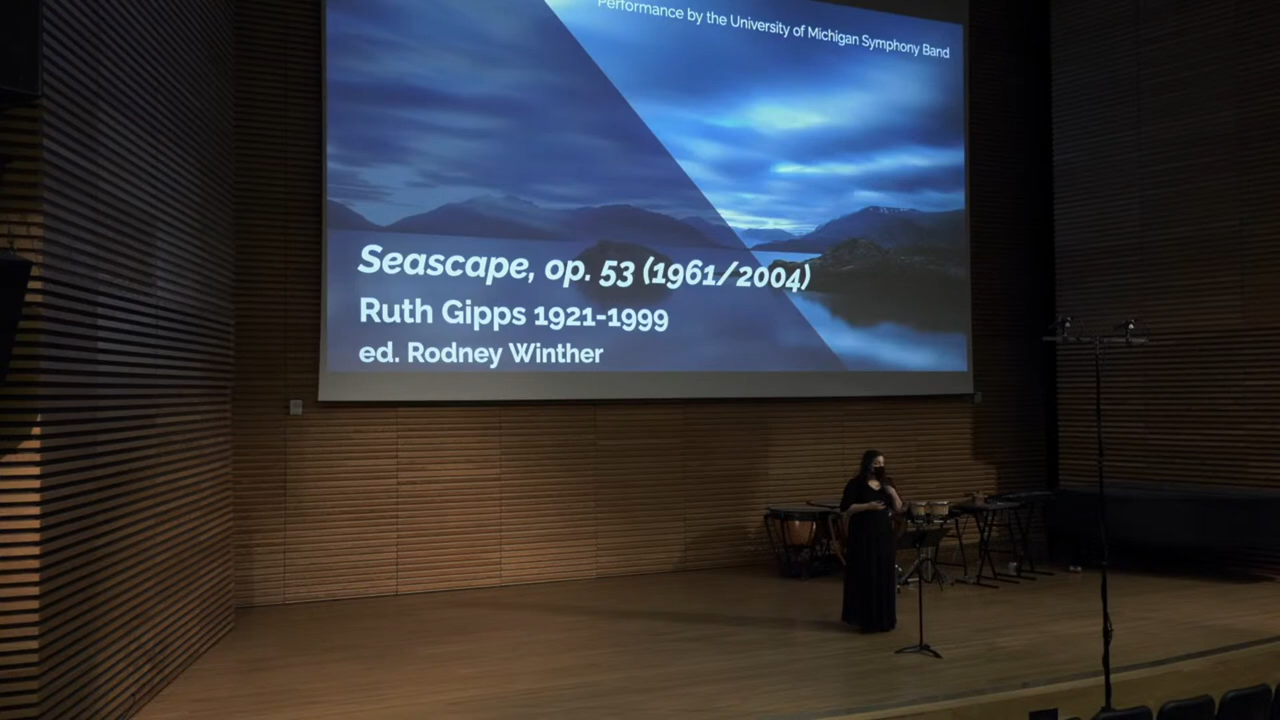 Performance by the University of Michigan Symphony Band
Seascape, op. 53 (1961/2004)
Ruth Gipps 1921-1999
ed. Rodney Winther